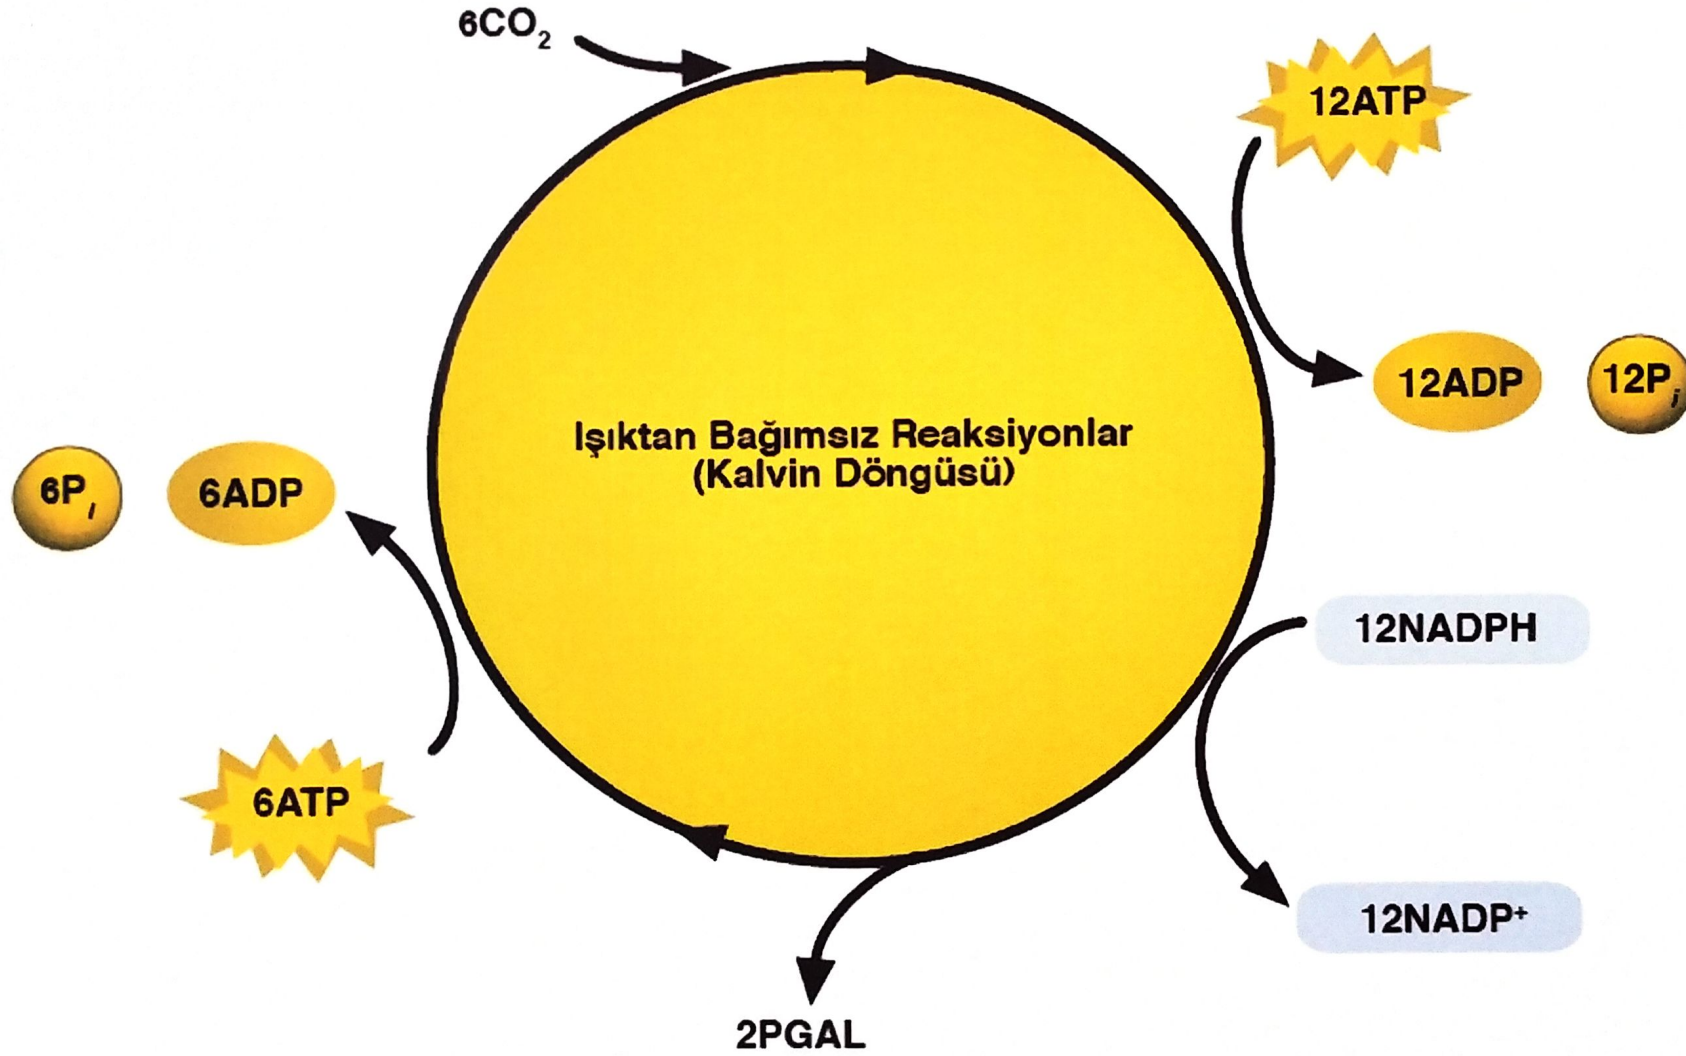 6CO₂
12ATP
12ADP
12Pᵢ
Işıktan Bağımsız Reaksiyonlar
(Kalvin Döngüsü)
6Pᵢ
6ADP
12NADPH
6ATP
12NADP⁺
2PGAL